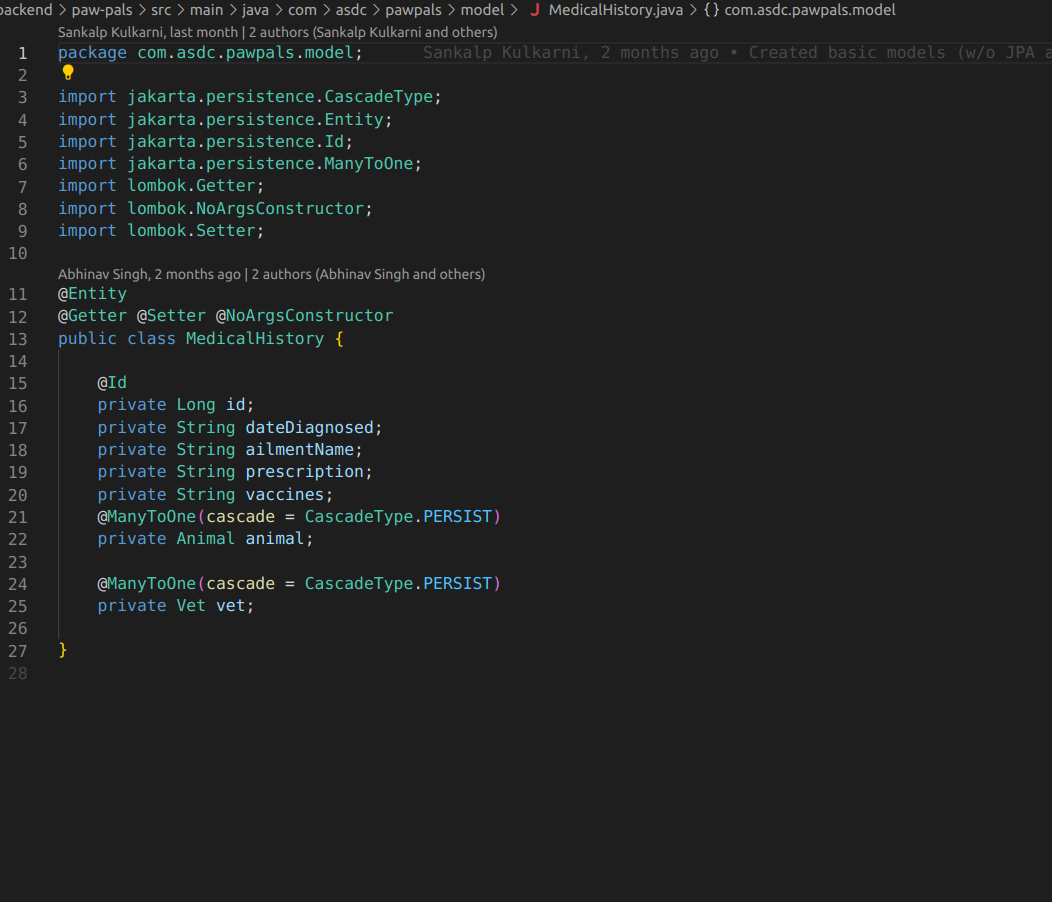 backend > paw-pals > src > main > java > com > asdc > pawpals > model > J MedicalHistory.java > {} com.asdc.pawpals.model
Sankalp Kulkarni, last month | 2 authors (Sankalp Kulkarni and others)
1 package com.asdc.pawpals.model; Sankalp Kulkarni, 2 months ago • Created basic models (w/o JPA a
2
3 import jakarta.persistence.CascadeType;
4 import jakarta.persistence.Entity;
5 import jakarta.persistence.Id;
6 import jakarta.persistence.ManyToOne;
7 import lombok.Getter;
8 import lombok.NoArgsConstructor;
9 import lombok.Setter;
10
Abhinav Singh, 2 months ago | 2 authors (Abhinav Singh and others)
11 @Entity
12 @Getter @Setter @NoArgsConstructor
13 public class MedicalHistory {
14
15 @Id
16 private Long id;
17 private String dateDiagnosed;
18 private String ailmentName;
19 private String prescription;
20 private String vaccines;
21 @ManyToOne(cascade = CascadeType.PERSIST)
22 private Animal animal;
23
24 @ManyToOne(cascade = CascadeType.PERSIST)
25 private Vet vet;
26
27 }
28